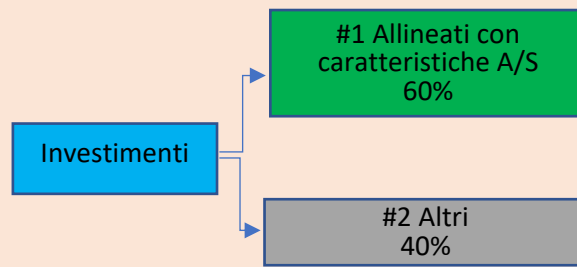 #1 Allineati con
caratteristiche A/S
60%
Investimenti
#2 Altri
40%